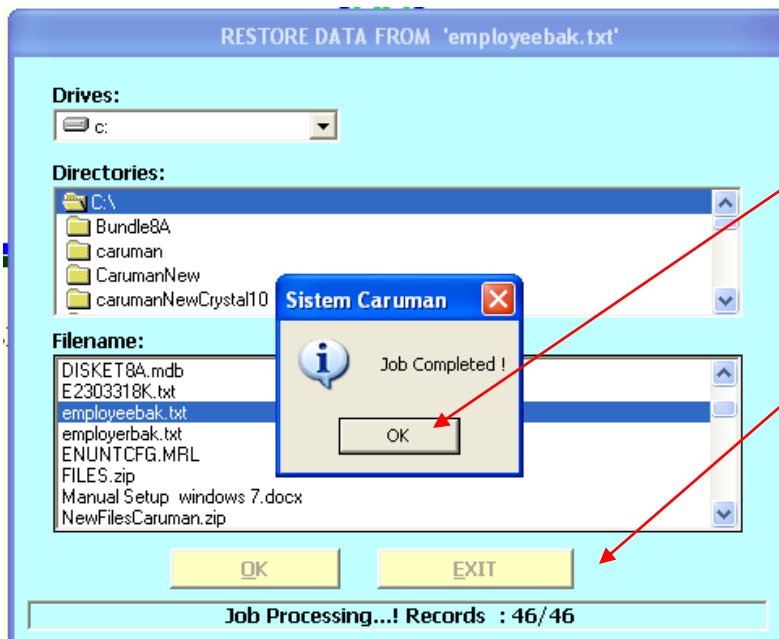 RESTORE DATA FROM 'employeebak.txt'
Drives:
c:
Directories:
C:\
Bundle8A
caruman
CarumanNew
carumanNewCrystal10
Sistem Caruman
Job Completed !
OK
Filename:
DISKET8A.mdb
E2303318K.txt
employeebak.txt
employerbak.txt
ENUNTCFG.MRL
FILES.zip
Manual Setup windows 7.docx
NewFilesCaruman.zip
OK EXIT
Job Processing...! Records : 46/46